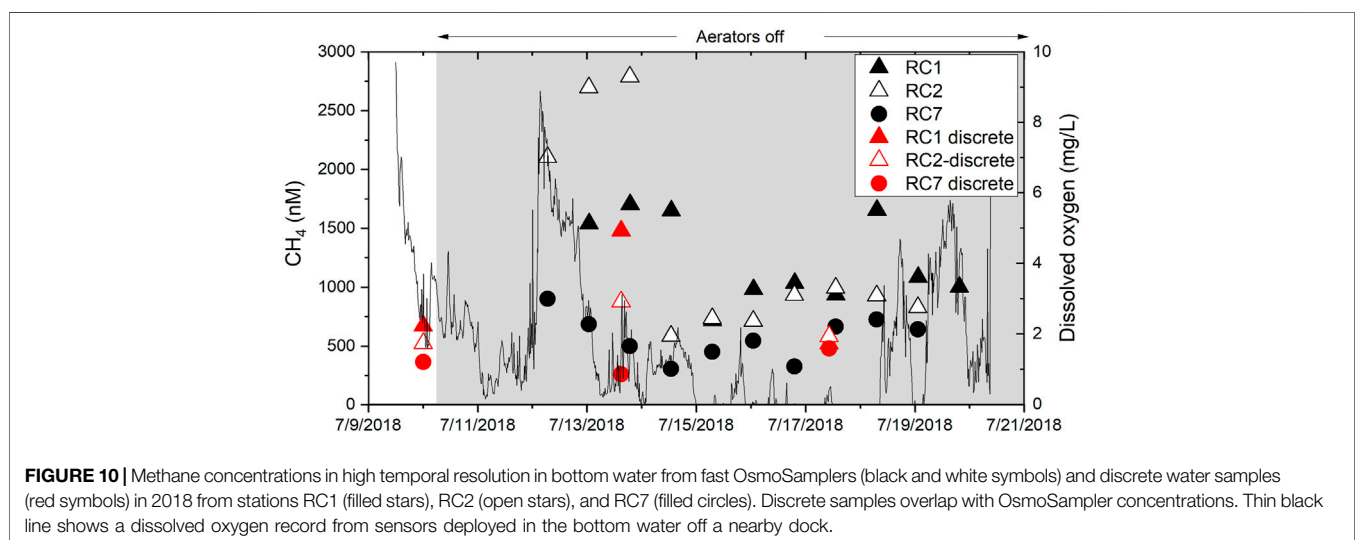 Aerators off
3000
2500
2000
1500
1000
500
0
CH₄ (nM)
10
8
6
4
2
0
Dissolved oxygen (mg/L)
RC1
RC2
RC7
RC1 discrete
RC2-discrete
RC7 discrete
7/9/2018 7/11/2018 7/13/2018 7/15/2018 7/17/2018 7/19/2018 7/21/2018
FIGURE 10 | Methane concentrations in high temporal resolution in bottom water from fast OsmoSamplers (black and white symbols) and discrete water samples
(red symbols) in 2018 from stations RC1 (filled stars), RC2 (open stars), and RC7 (filled circles). Discrete samples overlap with OsmoSampler concentrations. Thin black
line shows a dissolved oxygen record from sensors deployed in the bottom water off a nearby dock.